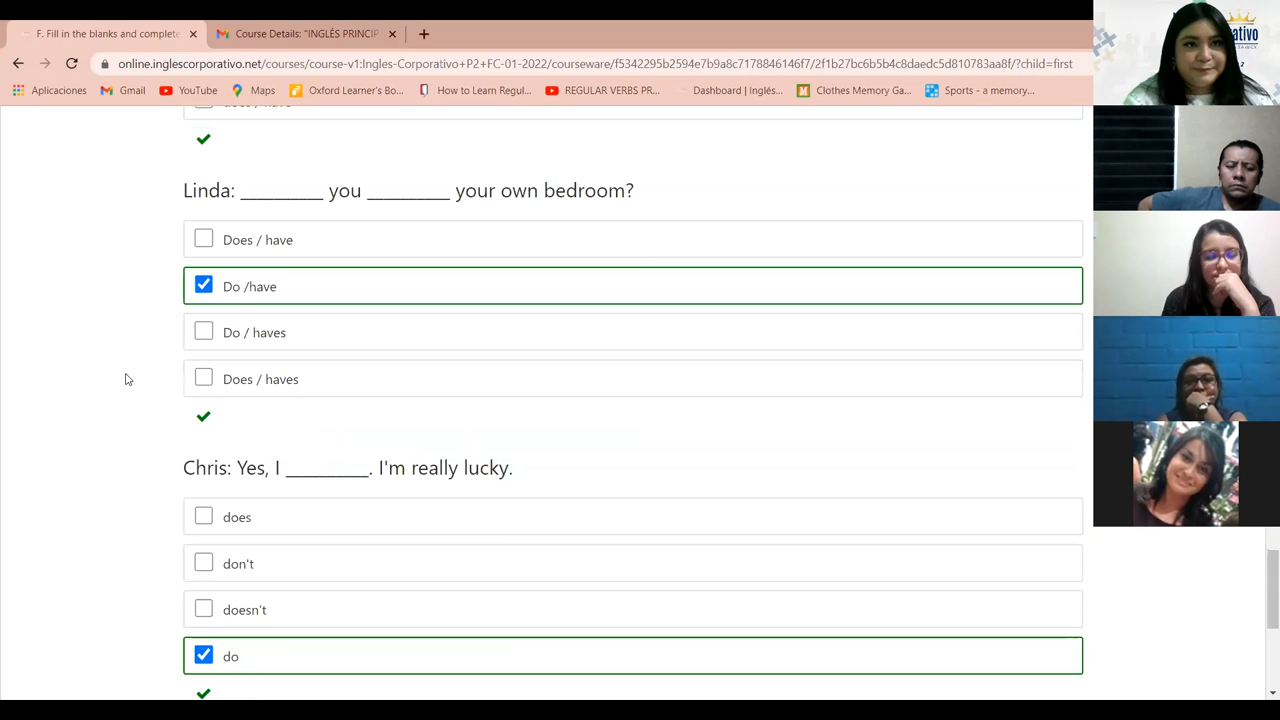 F. Fill in the blanks and complete
Course Details: "INGLÉS PRINCIP
online.inglescorporativo.net/courses/course-v1:Ingles-Corporativo+P2+FC-01-2022/courseware/f5342295b2594e7b9a8c7178846146f7/2f1b27bc6b5b4c8daedc5d810783aa8f/?child=first
Aplicaciones
Gmail
YouTube
Maps
Oxford Learner's Bo...
How to Learn Regul...
REGULAR VERBS PR...
Dashboard | Inglés...
Clothes Memory Ga...
Sports - a memory...
Linda: __________ you __________ your own bedroom?
Does / have
Do /have
Do / haves
Does / haves
Chris: Yes, I __________. I'm really lucky.
does
don't
doesn't
do